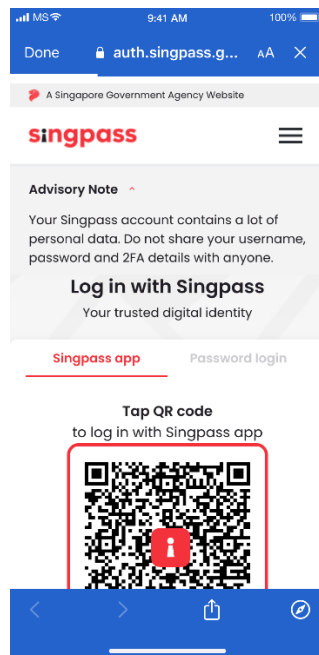 MS 9:41 AM 100%
Done auth.singpass.g... AA
A Singapore Government Agency Website
singpass
Advisory Note
Your Singpass account contains a lot of
personal data. Do not share your username,
password and 2FA details with anyone.
Log in with Singpass
Your trusted digital identity
Singpass app Password login
Tap QR code
to log in with Singpass app